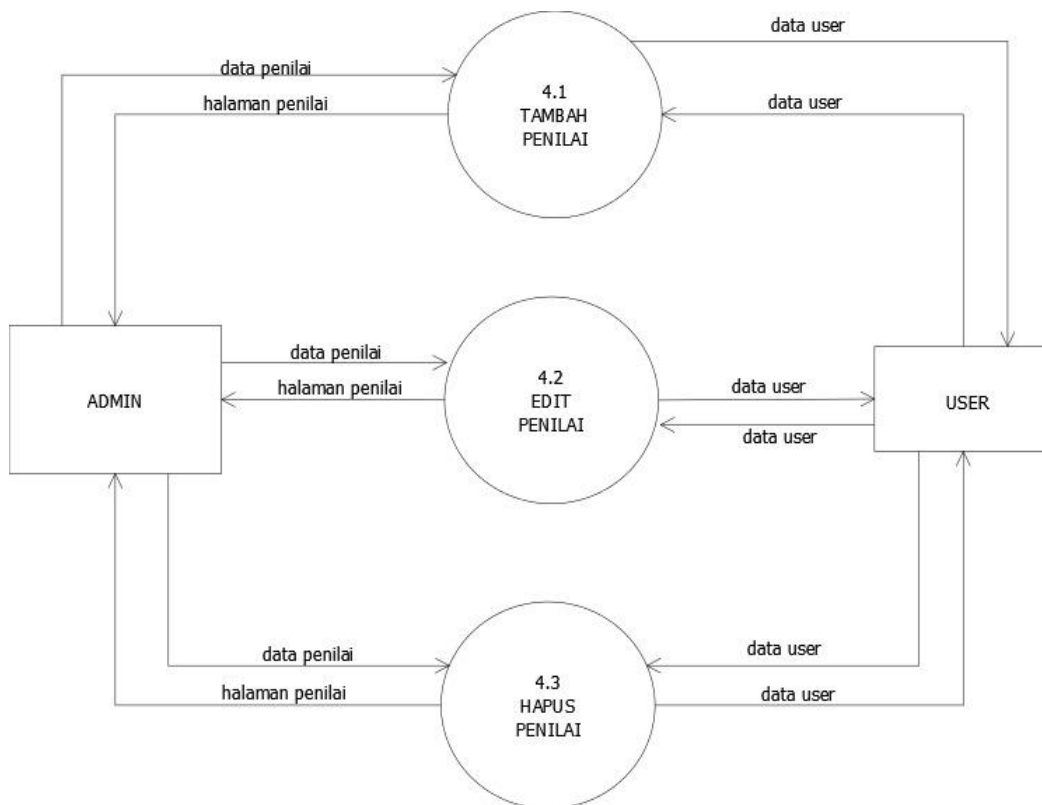 data user
data penilai
halaman penilai
4.1
TAMBAH
PENILAI
data user
data penilai
halaman penilai
ADMIN
4.2
EDIT
PENILAI
data user
data user
USER
data penilai
halaman penilai
4.3
HAPUS
PENILAI
data user
data user